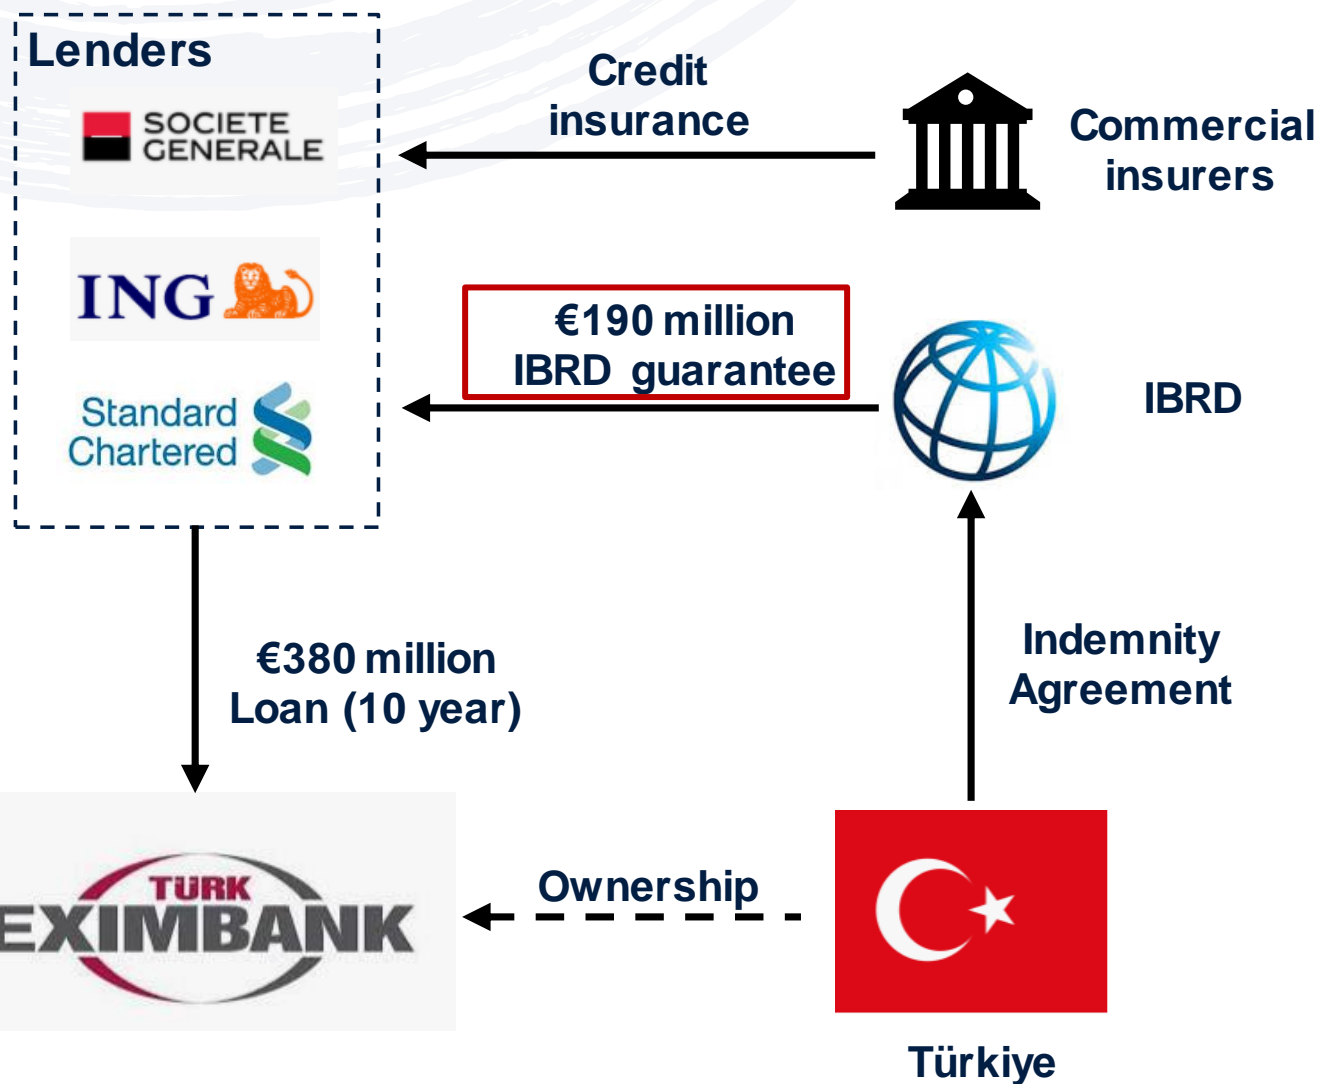 Lenders
SOCIETE
GENERALE
ING
Standard
Chartered
Credit
insurance
Commercial
insurers
€190 million
IBRD guarantee
IBRD
€380 million
Loan (10 year)
Indemnity
Agreement
TURK
EXIMBANK
Ownership
Türkiye